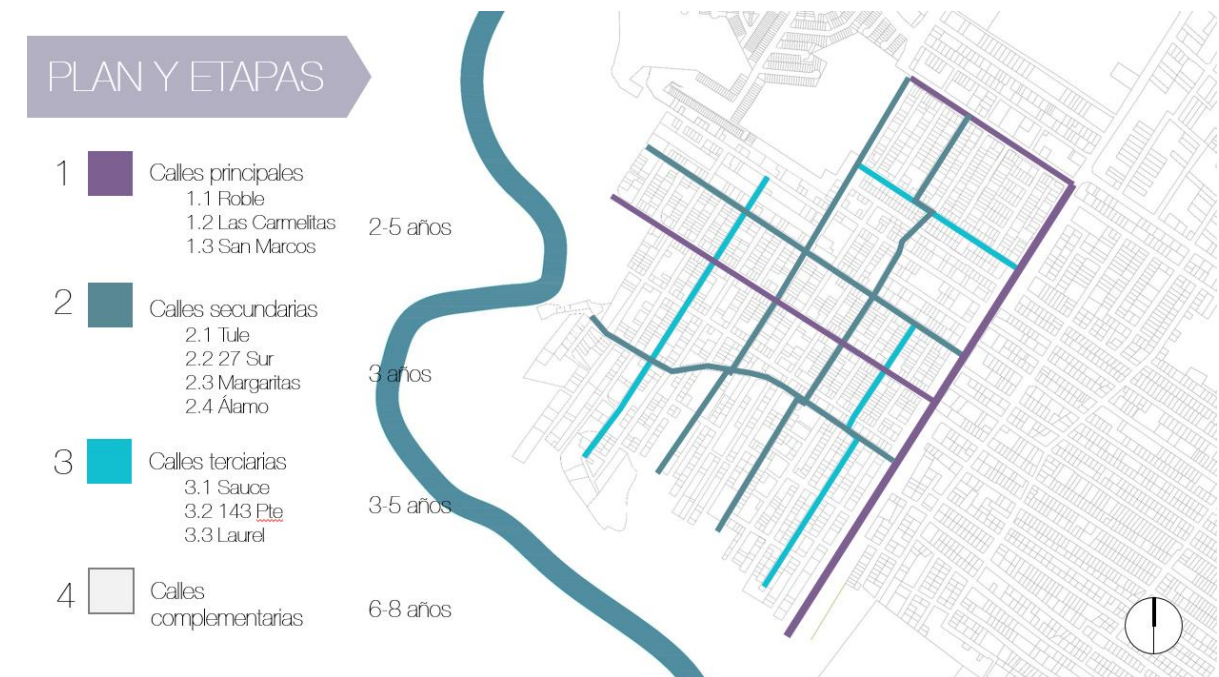 PLAN Y ETAPAS
1 Calles principales
1.1 Roble
1.2 Las Carmelitas
1.3 San Marcos
2-5 años
2 Calles secundarias
2.1 Tule
2.2 27 Sur
2.3 Margaritas
2.4 Álamo
3 años
3 Calles terciarias
3.1 Sauce
3.2 143 Pte
3.3 Laurel
3-5 años
4 Calles
complementarias
6-8 años